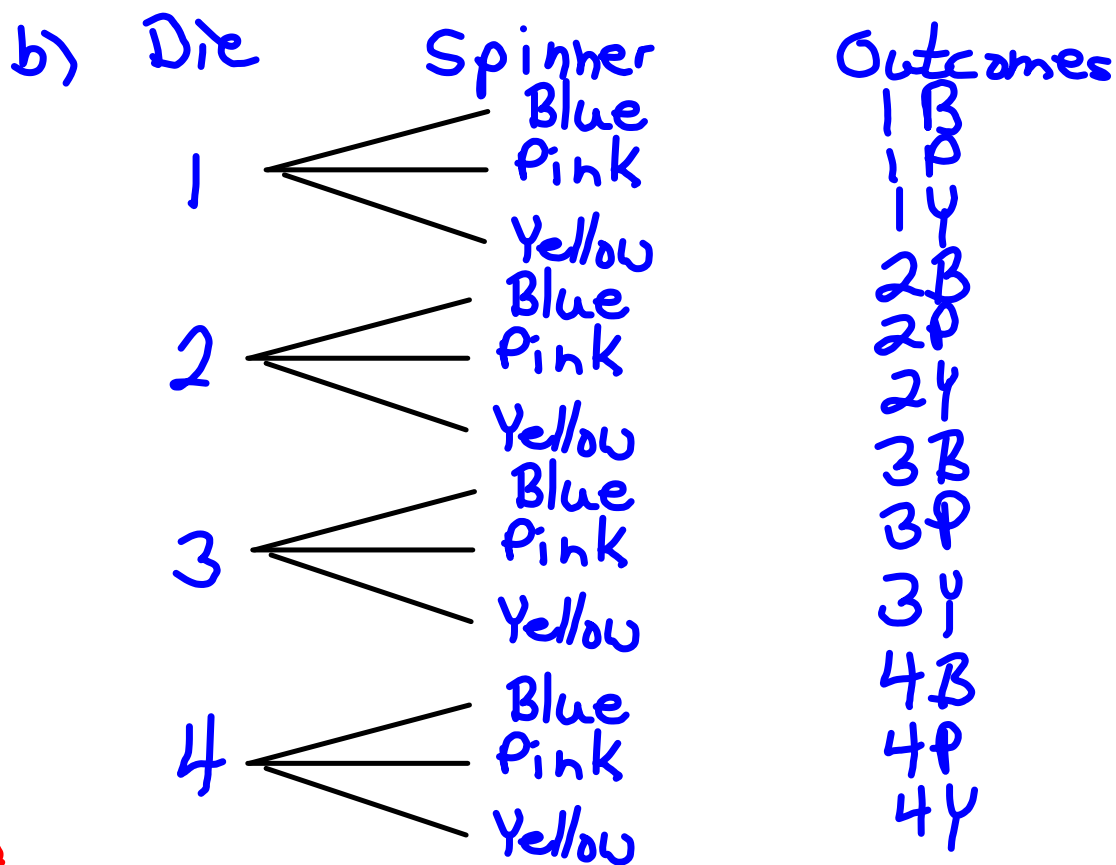 b) Die Spinner Outcomes
Blue 1B
1 Pink 1P
Yellow 1Y
Blue 2B
2 Pink 2P
Yellow 2Y
Blue 3B
3 Pink 3P
Yellow 3Y
Blue 4B
4 Pink 4P
Yellow 4Y